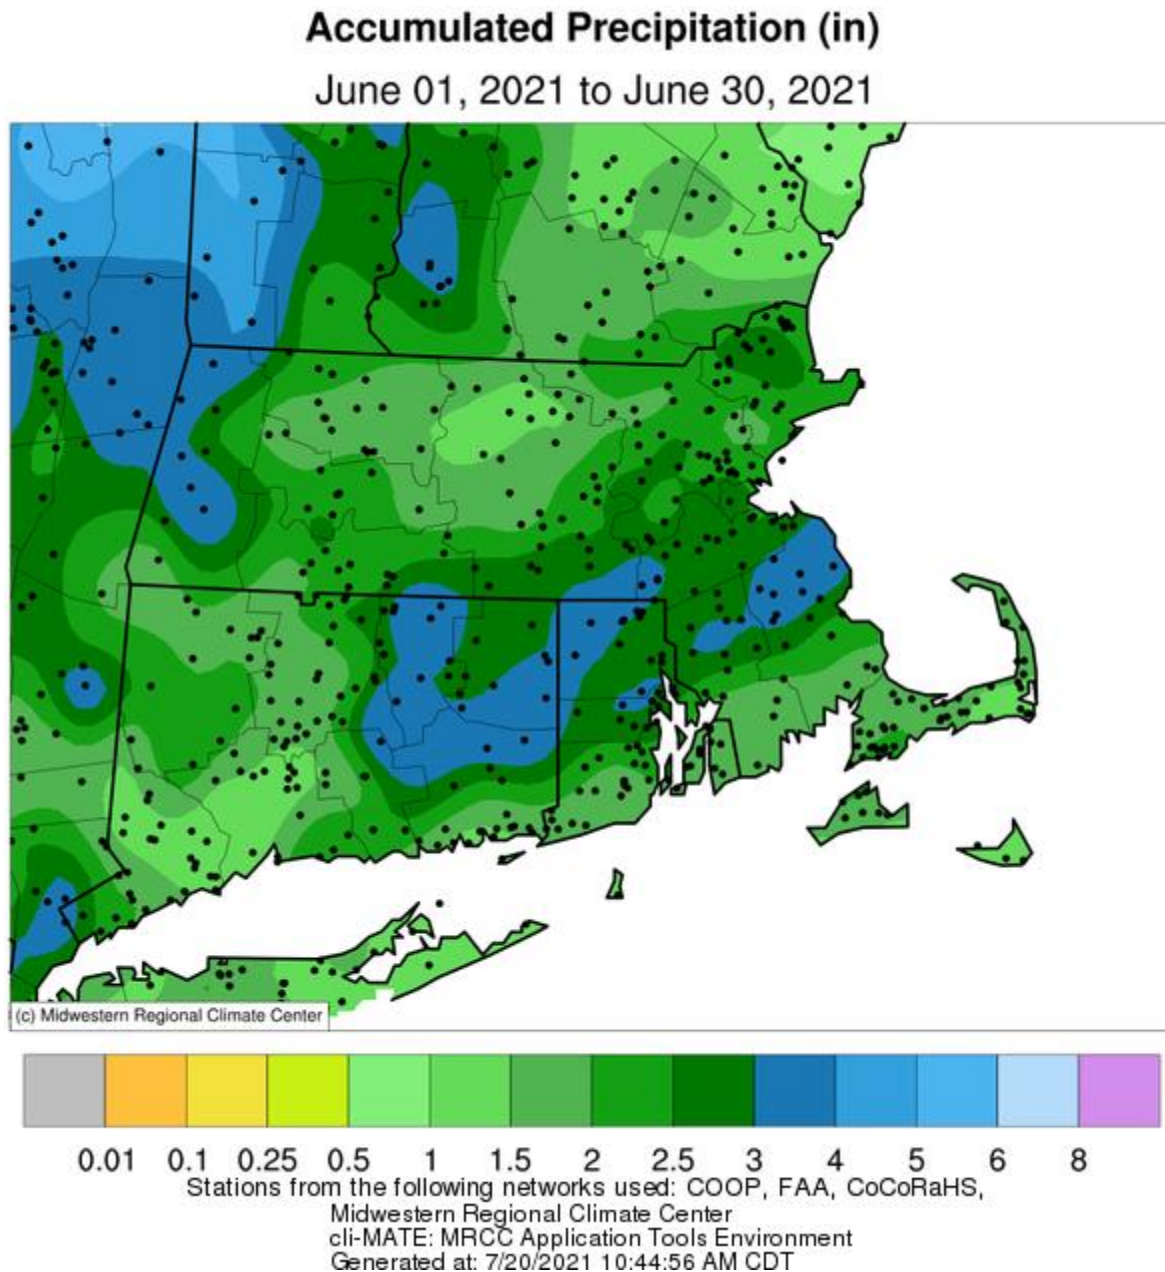 Accumulated Precipitation (in)
June 01, 2021 to June 30, 2021
(c) Midwestern Regional Climate Center
0.01 0.1 0.25 0.5 1 1.5 2 2.5 3 4 5 6 8
Stations from the following networks used: COOP, FAA, CoCoRaHS,
Midwestern Regional Climate Center
cli-MATE: MRCC Application Tools Environment
Generated at: 7/20/2021 10:44:56 AM CDT